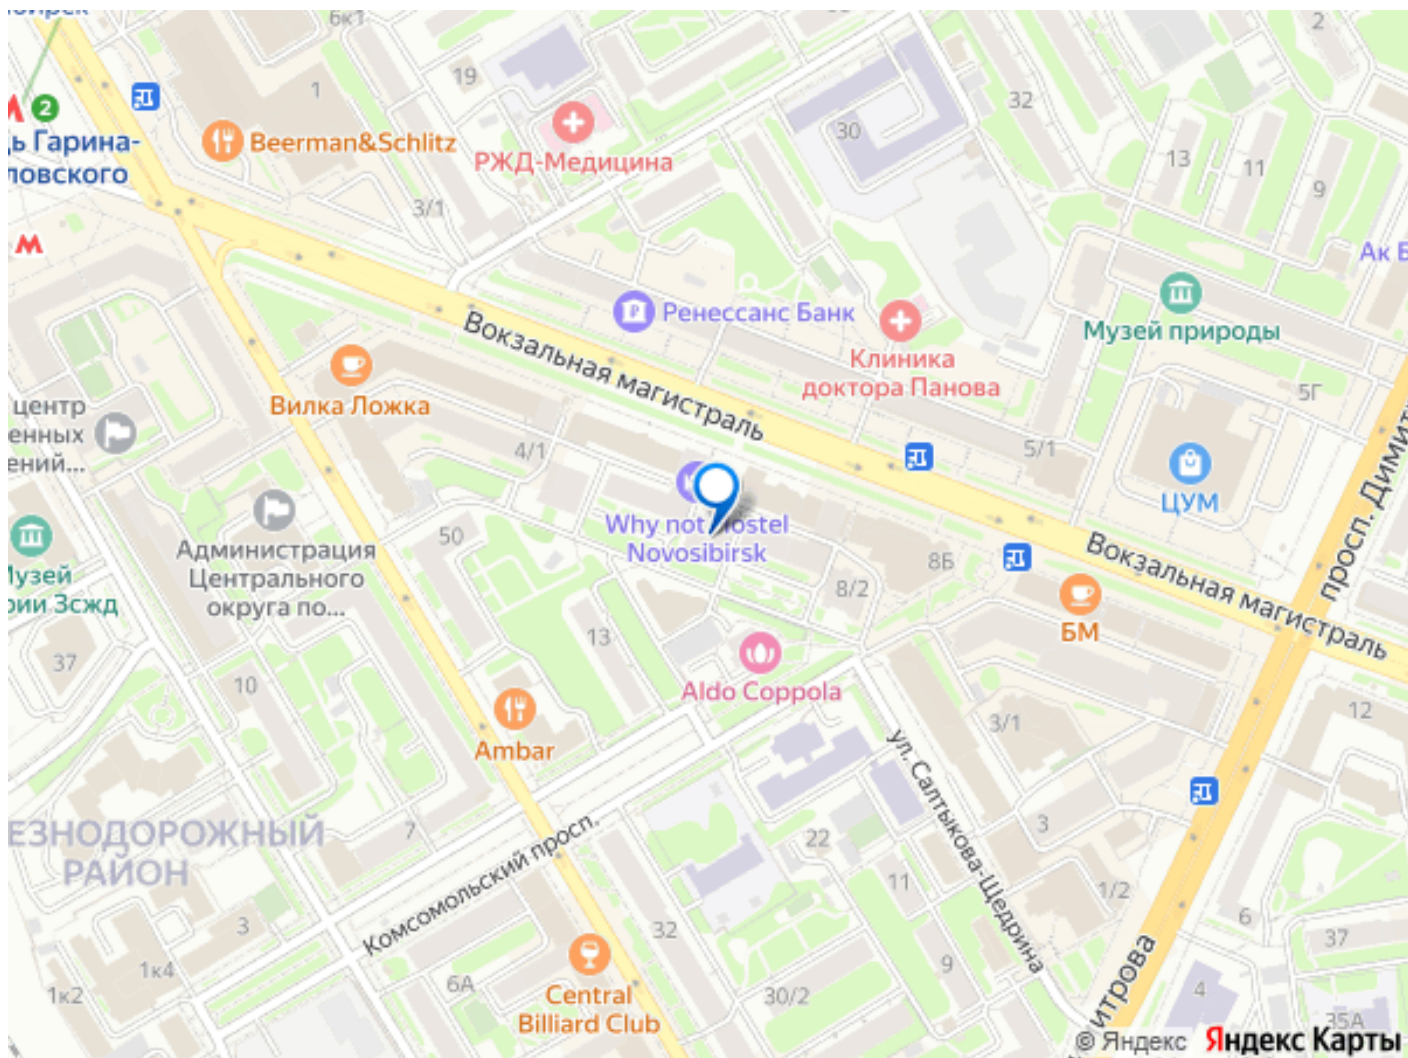 6к1
2
19
1
32
2
30
Beerman&Schlitz
ь Гарина-
ловского
РЖД-Медицина
13
11
9
3/1
Ренессанс Банк
Музей природы
Клиника
доктора Панова
Вокзальная магистраль
5Г
Вилка Ложка
центр
енных
ений...
4/1
5/1
ЦУМ
просп. Димит
Why not Hostel
Novosibirsk
50
Администрация
Центрального
округа по...
8Б
8/2
Вокзальная магистраль
Музей
рии Зсжд
БМ
13
37
10
Aldo Coppola
Ambar
3/1
12
ул. Салтыкова-Щедрина
ЕЗНОДОРОЖНЫЙ
РАЙОН
7
22
3
Комсомольский просп.
11
1/2
6
3
32
37
итрова
1к4
1к2
6А
9
4
Central
Billiard Club
30/2
35А
© Яндекс Яндекс Карты